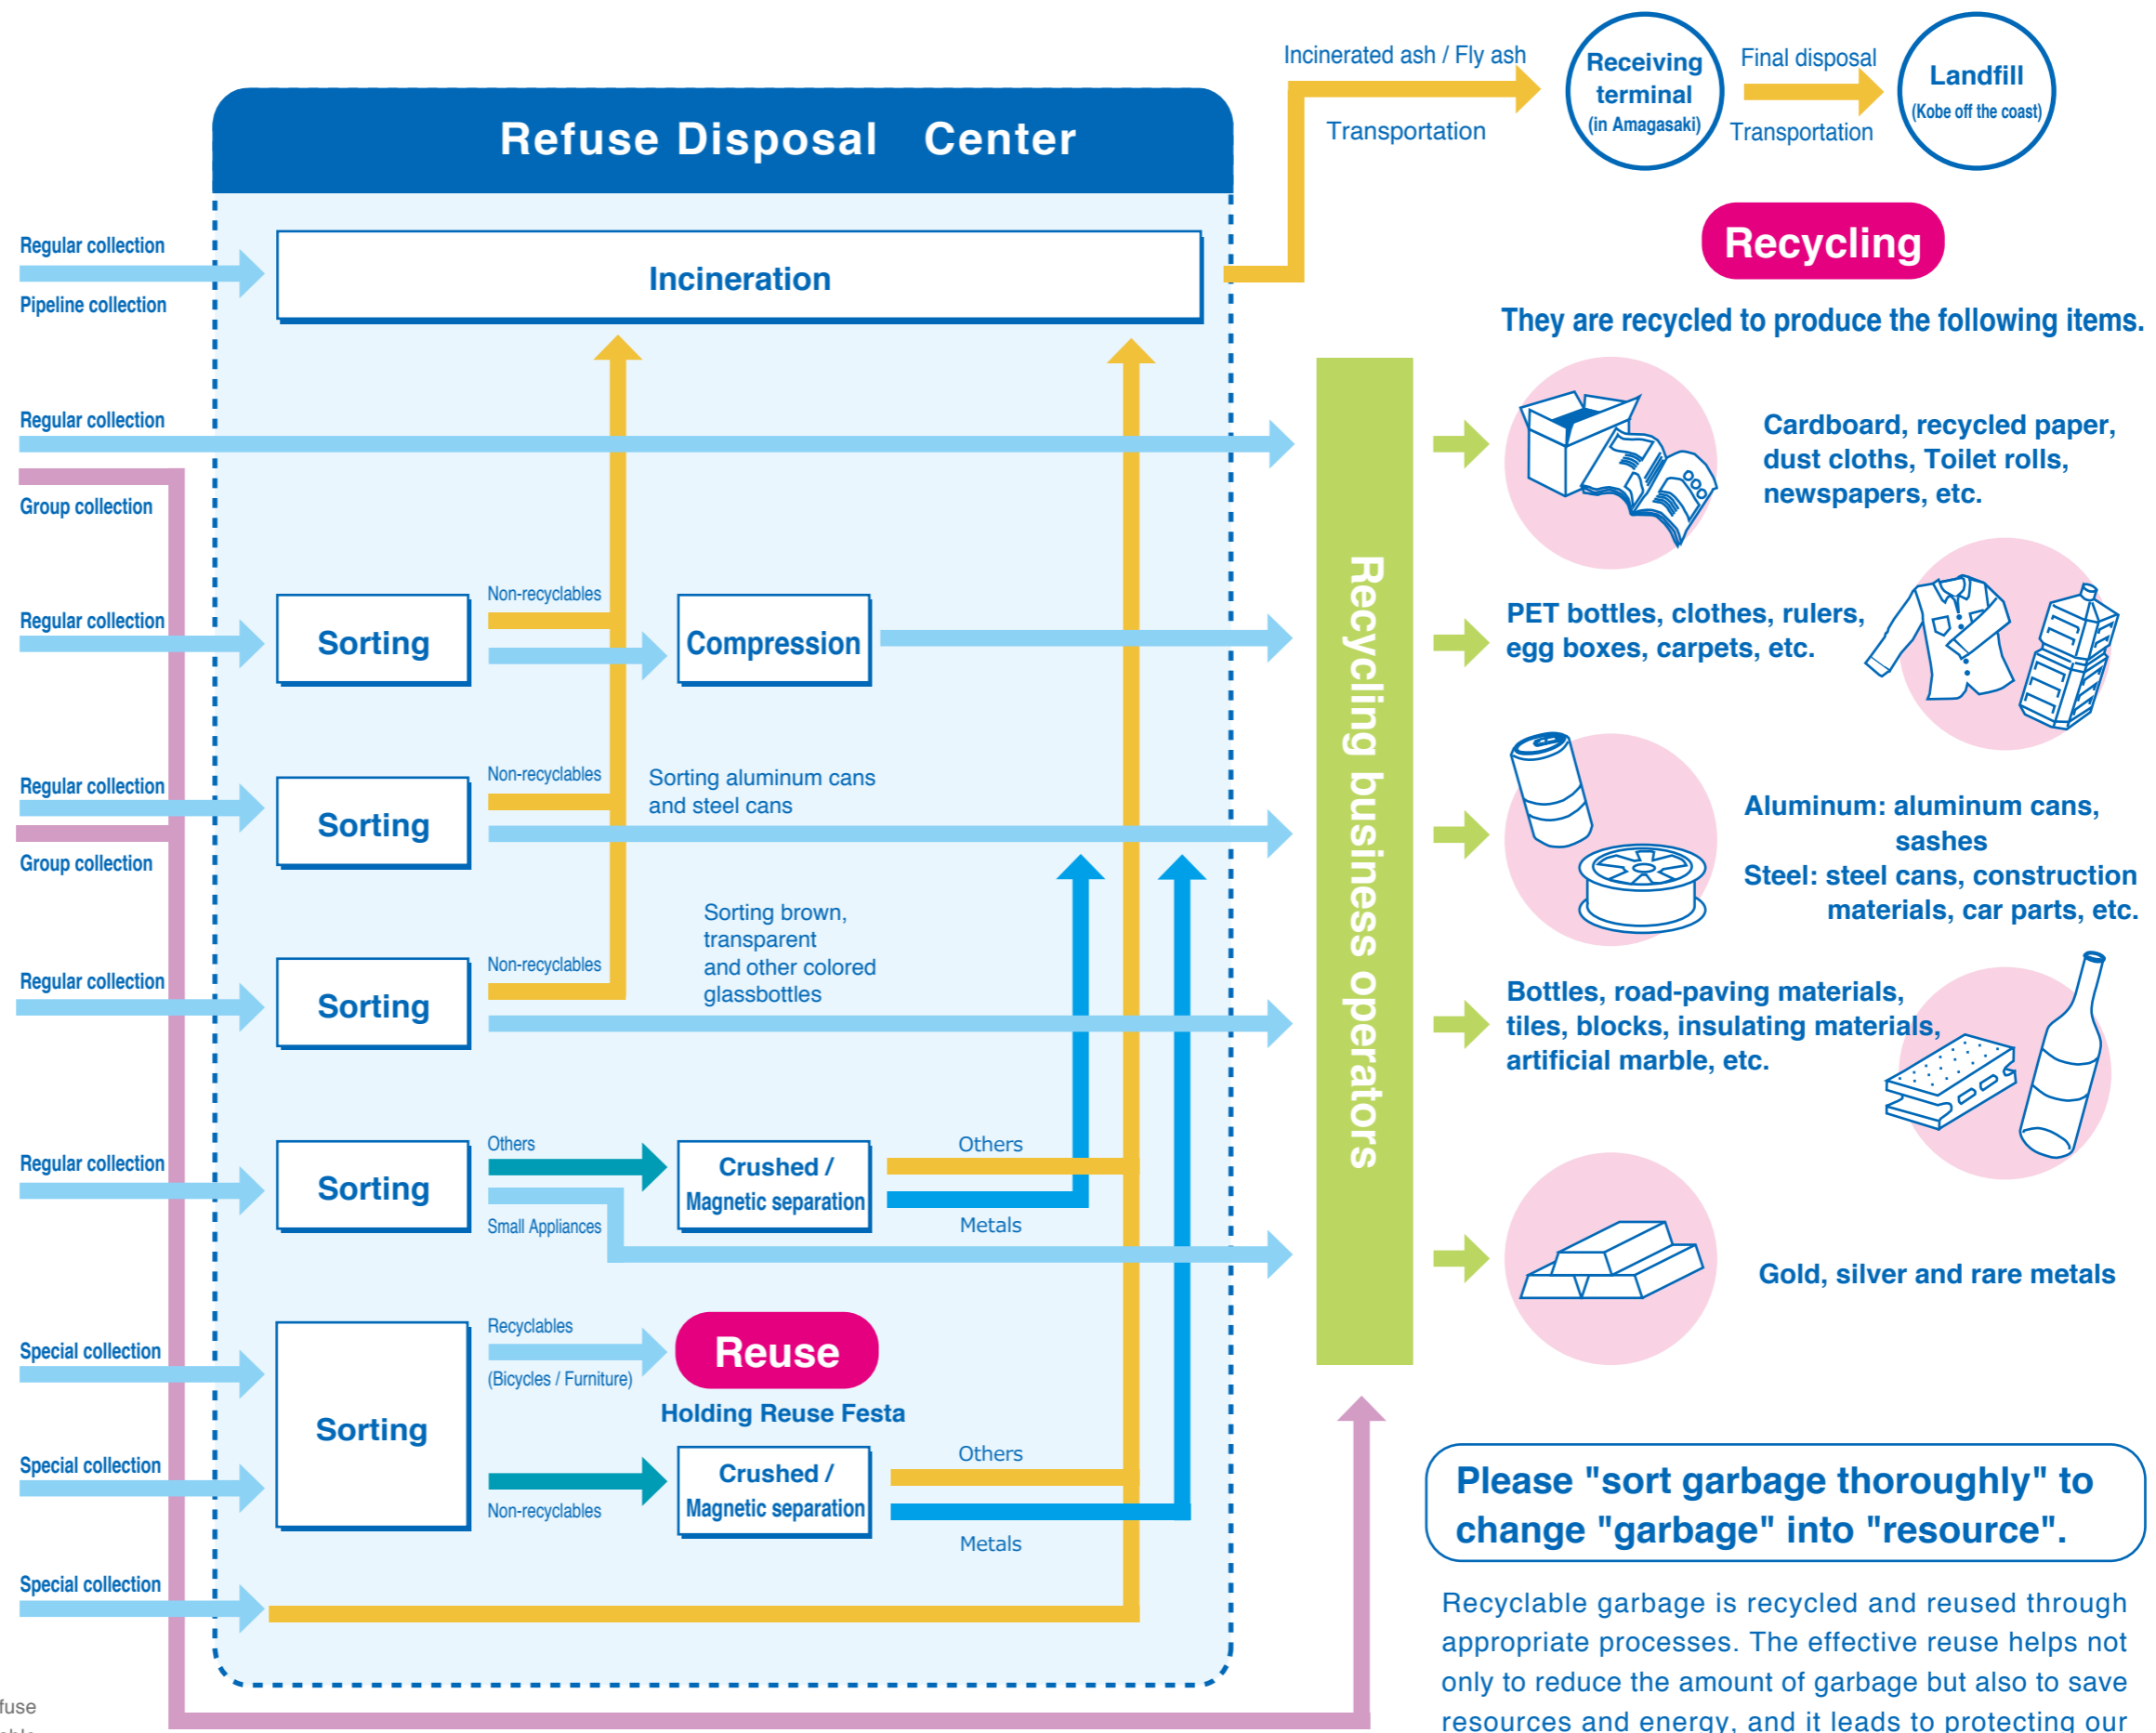 Incinerated ash / Fly ash
Transportation
Receiving
terminal
(in Amagasaki)
Final disposal
Transportation
Landfill
(Kobe off the coast)
Refuse Disposal Center
Regular collection
Pipeline collection
Incineration
Recycling
They are recycled to produce the following items.
Regular collection
Group collection
Cardboard, recycled paper,
dust cloths, Toilet rolls,
newspapers, etc.
Recycling business operators
Regular collection
Sorting
Non-recyclables
Compression
PET bottles, clothes, rulers,
egg boxes, carpets, etc.
Regular collection
Group collection
Sorting
Non-recyclables
Sorting aluminum cans
and steel cans
Aluminum: aluminum cans,
sashes
Steel: steel cans, construction
materials, car parts, etc.
Regular collection
Sorting
Non-recyclables
Sorting brown,
transparent
and other colored
glassbottles
Bottles, road-paving materials,
tiles, blocks, insulating materials,
artificial marble, etc.
Regular collection
Sorting
Others
Small Appliances
Crushed /
Magnetic separation
Others
Metals
Gold, silver and rare metals
Special collection
Special collection
Sorting
Recyclables
(Bicycles / Furniture)
Reuse
Holding Reuse Festa
Non-recyclables
Crushed /
Magnetic separation
Others
Metals
Special collection
Please "sort garbage thoroughly" to
change "garbage" into "resource".
Recyclable garbage is recycled and reused through
appropriate processes. The effective reuse helps not
only to reduce the amount of garbage but also to save
resources and energy, and it leads to protecting our